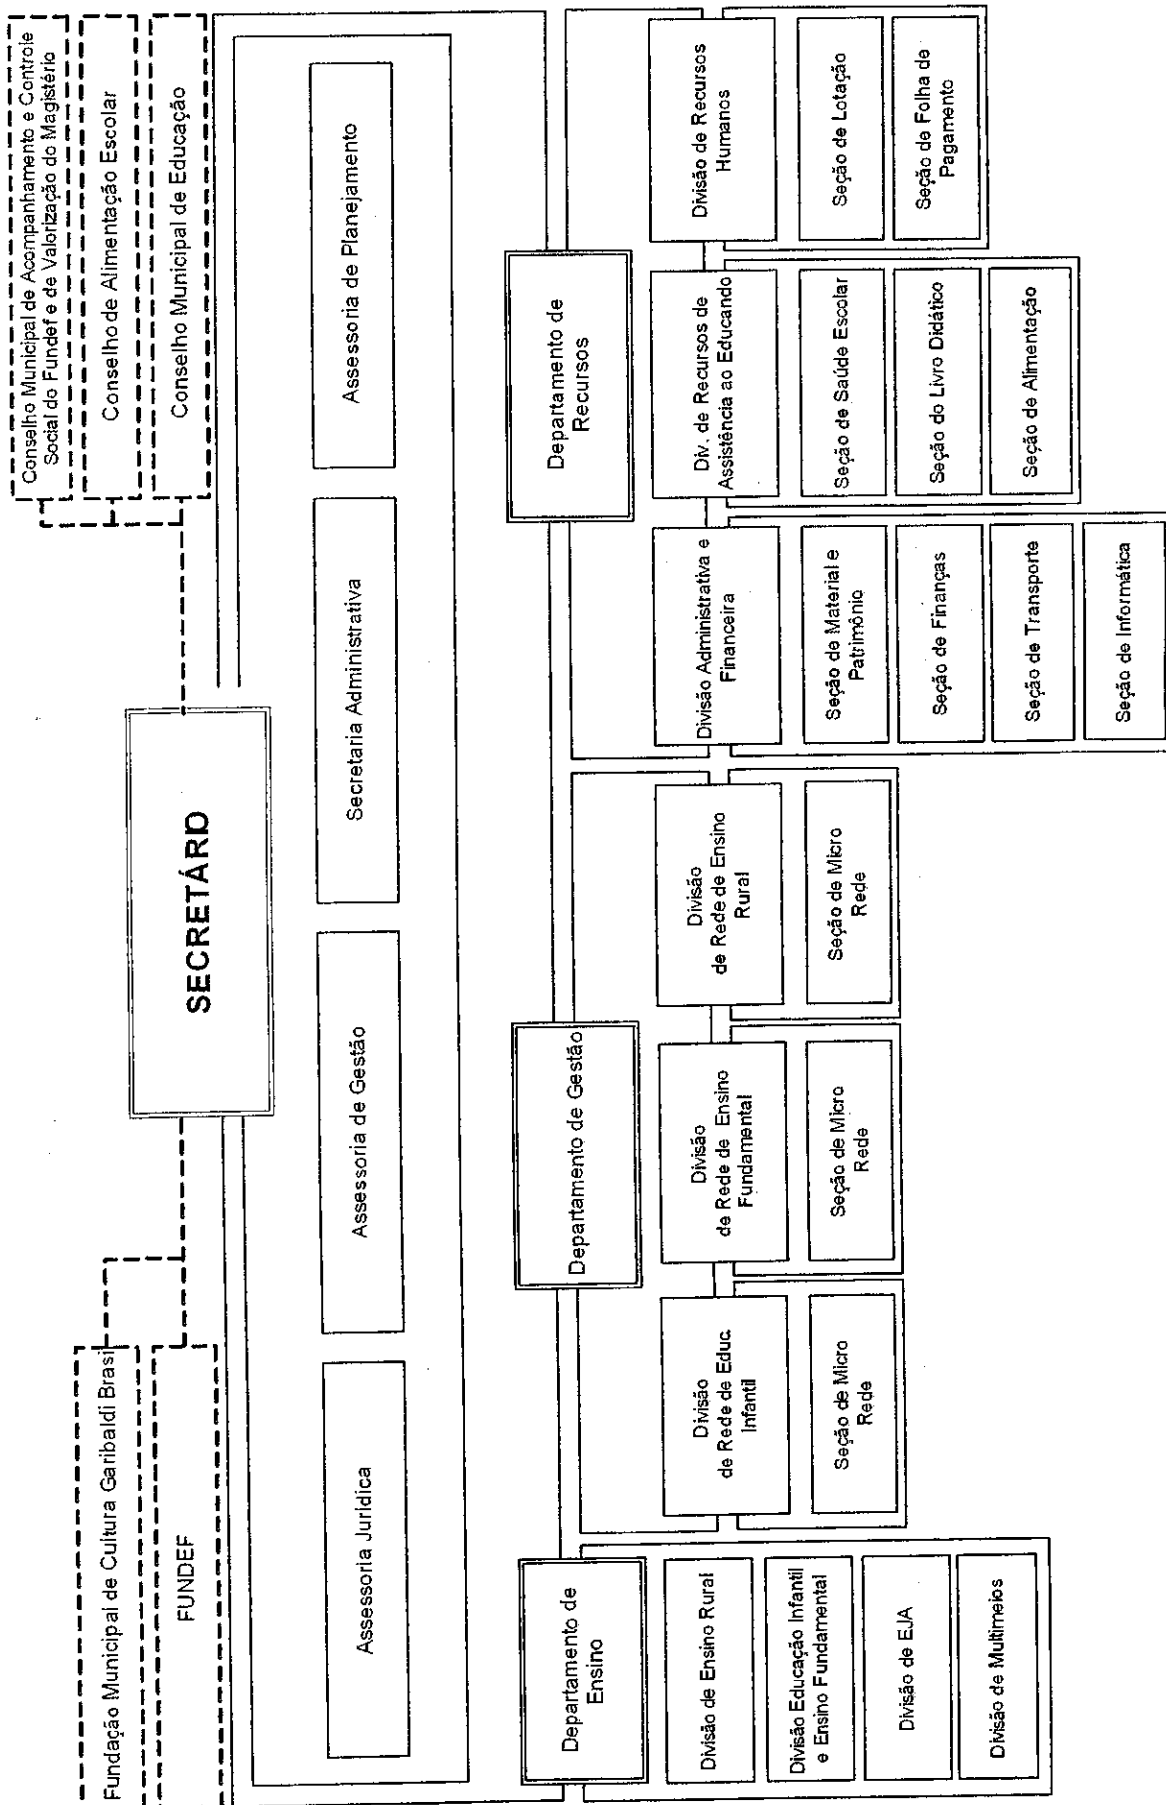 Fundação Municipal de Cultura Garibaldi Brasi
FUNDEF
SECRETÁRD
Conselho Municipal de Acompanhamento e Controle
Social do Fundef e de Valorização do Magistério
Conselho de Alimentação Escolar
Conselho Municipal de Educação
Assessoria Jurídica
Assessoria de Gestão
Secretaria Administrativa
Assessoria de Planejamento
Departamento de
Ensino
Divisão de Ensino Rural
Divisão Educação Infantil
e Ensino Fundamental
Divisão de EJA
Divisão de Multimeios
Departamento de Gestão
Divisão
de Rede de Educ.
Infantil
Seção de Micro
Rede
Divisão
de Rede de Ensino
Fundamental
Seção de Micro
Rede
Divisão
de Rede de Ensino
Rural
Seção de Micro
Rede
Departamento de
Recursos
Divisão Administrativa e
Financeira
Seção de Material e
Patrimônio
Seção de Finanças
Seção de Transporte
Seção de Informática
Div. de Recursos de
Assistência ao Educando
Seção de Saúde Escolar
Seção do Livro Didático
Seção de Alimentação
Divisão de Recursos
Humanos
Seção de Lotação
Seção de Folha de
Pagamento